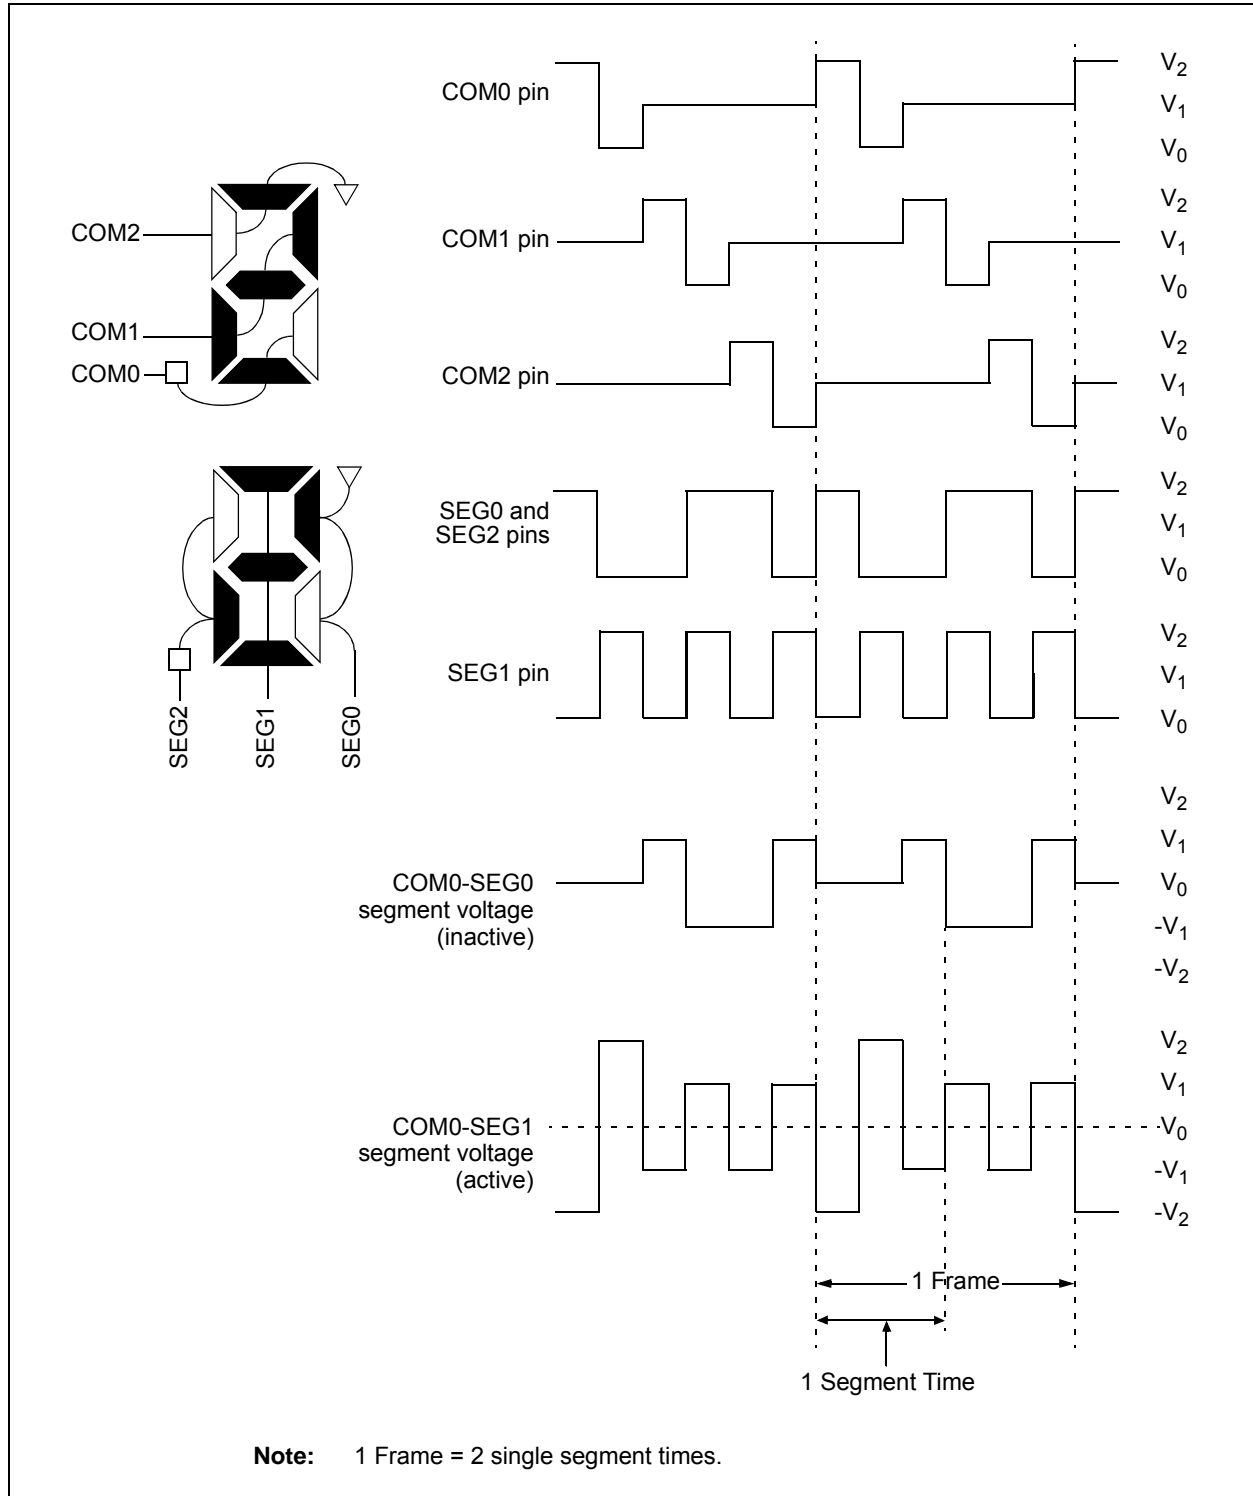 COM0 pin
V2
V1
V0
COM1 pin
V2
V1
V0
COM2
COM1
COM0
COM2 pin
V2
V1
V0
SEG0 and
SEG2 pins
V2
V1
V0
SEG1 pin
V2
V1
V0
SEG2
SEG1
SEG0
COM0-SEG0
segment voltage
(inactive)
V2
V1
V0
-V1
-V2
COM0-SEG1
segment voltage
(active)
V2
V1
V0
-V1
-V2
1 Frame
1 Segment Time
Note: 1 Frame = 2 single segment times.